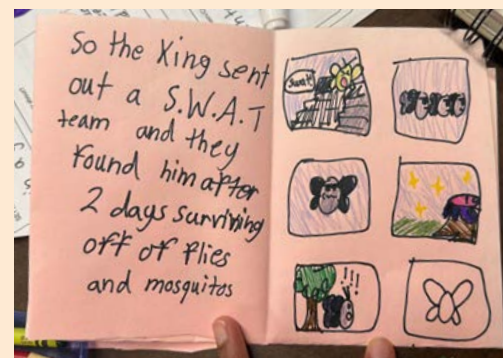 So the King sent
out a S.W.A.T
team and they
found him after
2 days surviving
off of flies
and mosquitos
!!!